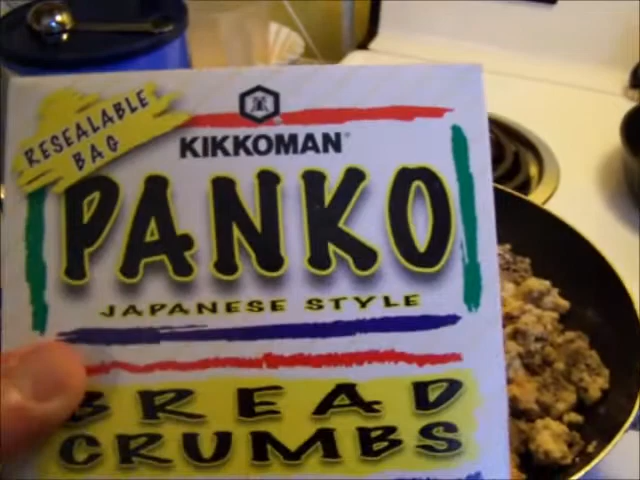 RESEALABLE
BAG
KIKKOMAN®
PANKO
JAPANESE STYLE
BREAD
CRUMBS